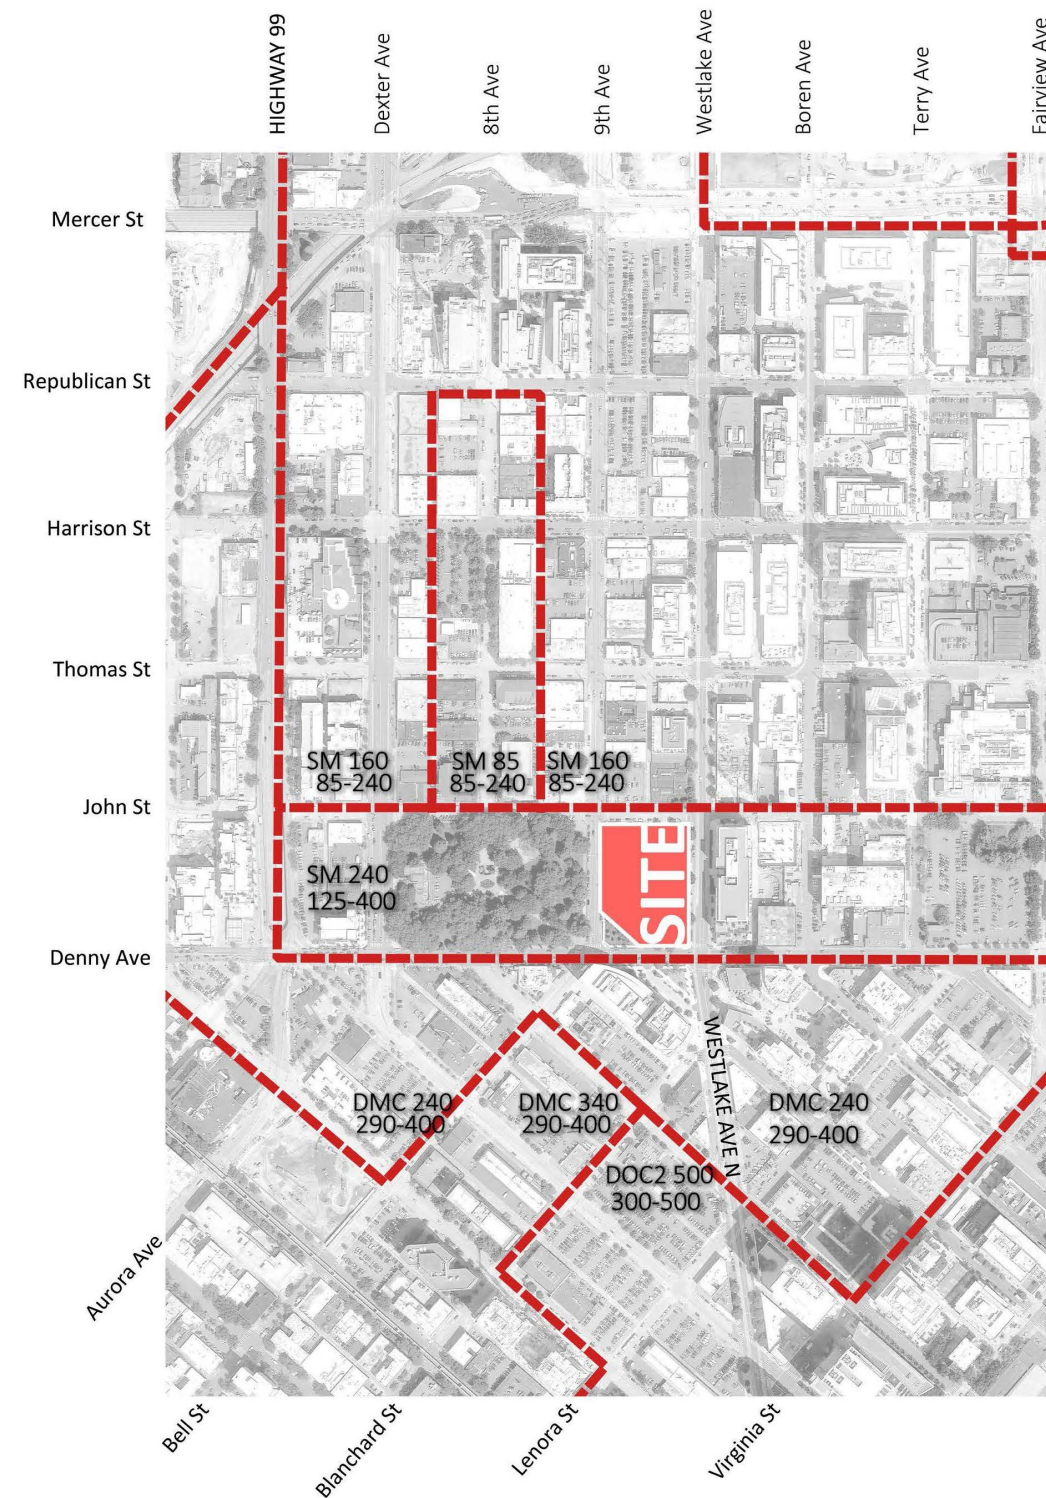 HIGHWAY 99
Dexter Ave
8th Ave
9th Ave
Westlake Ave
Boren Ave
Terry Ave
Fairview Ave
Mercer St
Republican St
Harrison St
Thomas St
SM 160
85-240
SM 85
85-240
SM 160
85-240
John St
SITE
SM 240
125-400
Denny Ave
WESTLAKE AVE N
DMC 240
290-400
DMC 340
290-400
DMC 240
290-400
DOC2 500
300-500
Aurora Ave
Bell St
Blanchard St
Lenora St
Virginia St